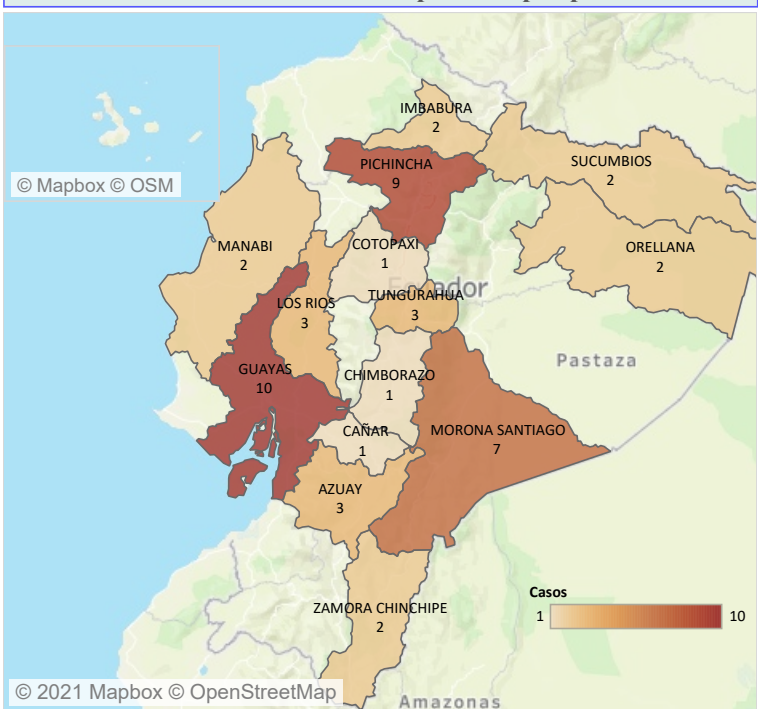 IMBABURA
2
PICHINCHA
9
SUCUMBIOS
2
© Mapbox © OSM
MANABI
2
COTOPAXI
1
ORELLANA
2
Ecuador
LOS RIOS
3
TUNGURAHUA
3
Pastaza
GUAYAS
10
CHIMBORAZO
1
CAÑAR
1
MORONA SANTIAGO
7
AZUAY
3
Casos
1
10
ZAMORA CHINCHIPE
2
© 2021 Mapbox © OpenStreetMap
Amazonas